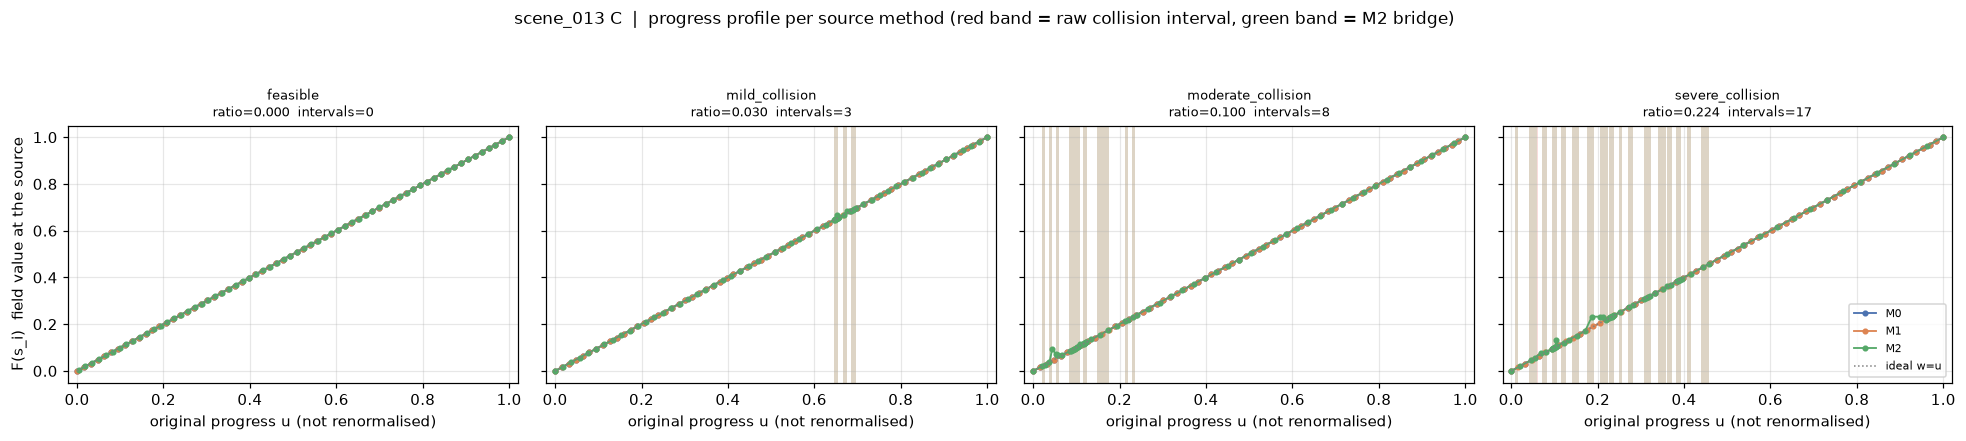 scene_013 C | progress profile per source method (red band = raw collision interval, green band = M2 bridge)
feasible
ratio=0.000 intervals=0
mild_collision
ratio=0.030 intervals=3
moderate_collision
ratio=0.100 intervals=8
severe_collision
ratio=0.224 intervals=17
F(s_i) field value at the source
1.0
0.8
0.6
0.4
0.2
0.0
0.0 0.2 0.4 0.6 0.8 1.0
0.0 0.2 0.4 0.6 0.8 1.0
0.0 0.2 0.4 0.6 0.8 1.0
0.0 0.2 0.4 0.6 0.8 1.0
M0
M1
M2
ideal w=u
original progress u (not renormalised)
original progress u (not renormalised)
original progress u (not renormalised)
original progress u (not renormalised)